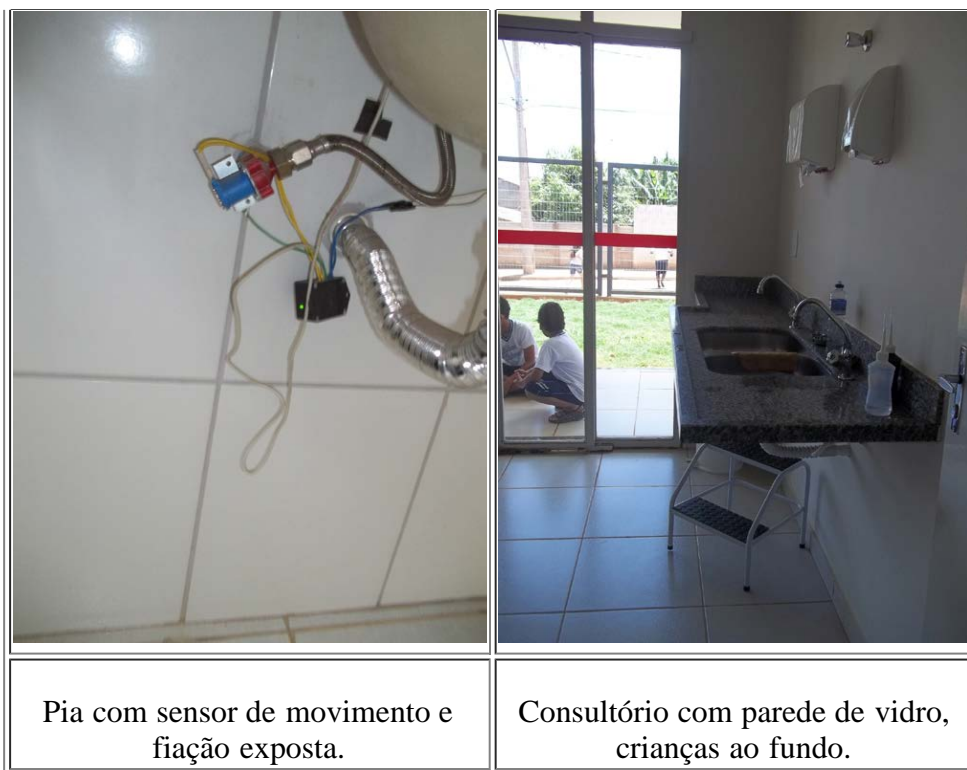 Pia com sensor de movimento e
fiação exposta.
Consultório com parede de vidro,
crianças ao fundo.